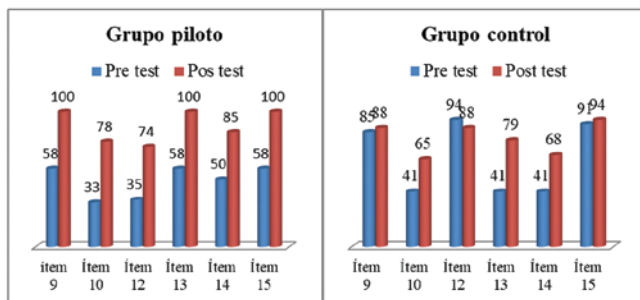 Grupo piloto
Pre test Pos test
100 100 100
78 74 85
58 58 58
33 35 50
ítem Ítem Ítem Ítem Ítem Ítem
9 10 12 13 14 15
Grupo control
Pre test Post test
85 88 94 88 91 94
79
65 68
41 41 41
Ítem Ítem Ítem Ítem Ítem Ítem
9 10 12 13 14 15